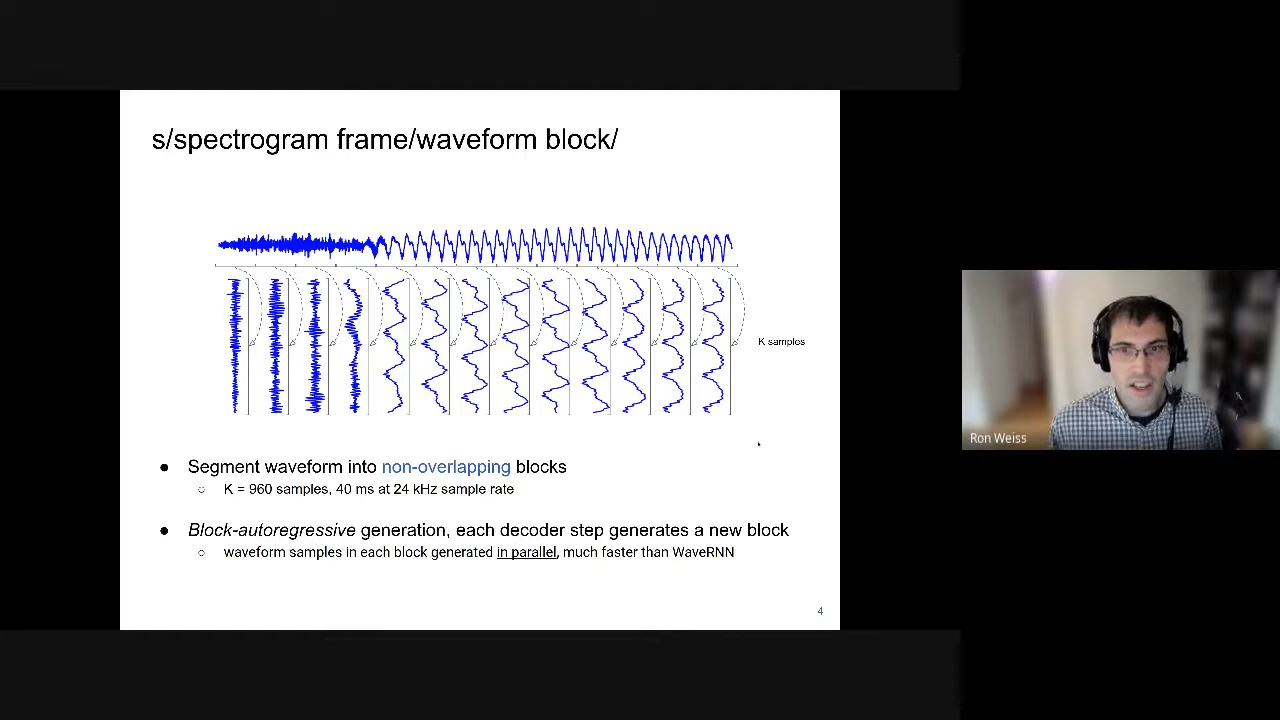 s/spectrogram frame/waveform block/
K samples
Ron Weiss
● Segment waveform into non-overlapping blocks
○ K = 960 samples, 40 ms at 24 kHz sample rate
● Block-autoregressive generation, each decoder step generates a new block
○ waveform samples in each block generated in parallel, much faster than WaveRNN
4